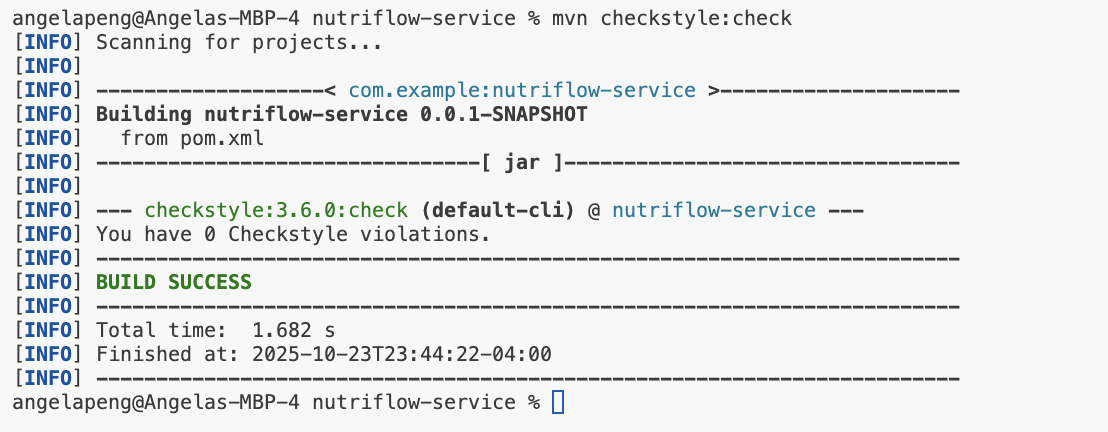 angelapeng@Angelas-MBP-4 nutriflow-service % mvn checkstyle:check
[INFO] Scanning for projects...
[INFO]
[INFO] -------------------< com.example:nutriflow-service >--------------------
[INFO] Building nutriflow-service 0.0.1-SNAPSHOT
[INFO]   from pom.xml
[INFO] --------------------------------[ jar ]---------------------------------
[INFO]
[INFO] --- checkstyle:3.6.0:check (default-cli) @ nutriflow-service ---
[INFO] You have 0 Checkstyle violations.
[INFO] ------------------------------------------------------------------------
[INFO] BUILD SUCCESS
[INFO] ------------------------------------------------------------------------
[INFO] Total time:  1.682 s
[INFO] Finished at: 2025-10-23T23:44:22-04:00
[INFO] ------------------------------------------------------------------------
angelapeng@Angelas-MBP-4 nutriflow-service %